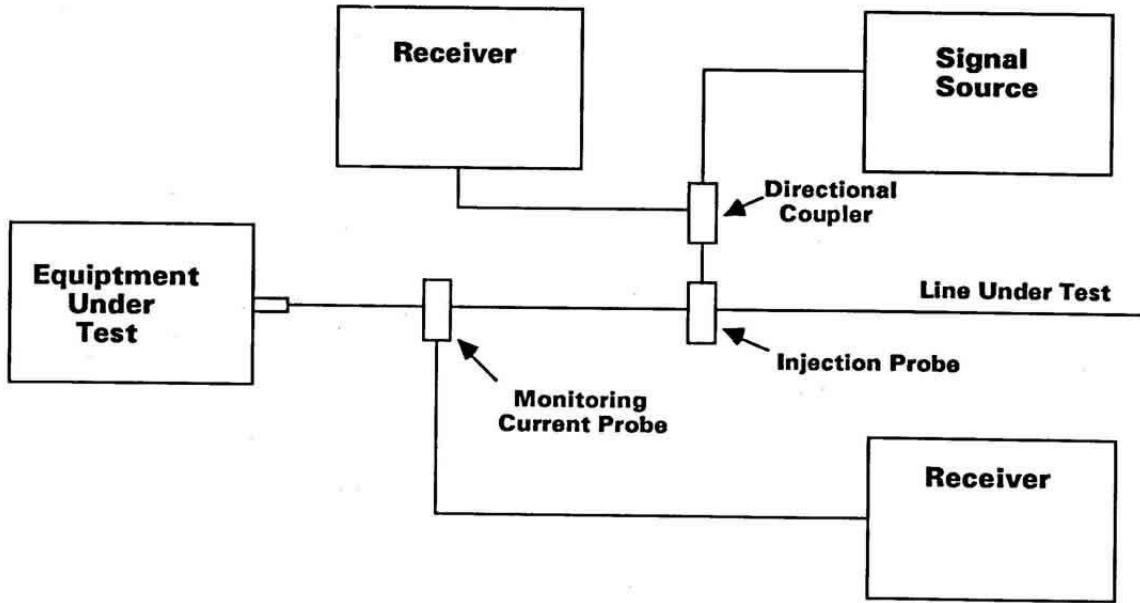 Receiver
Signal
Source
Directional
Coupler
Equiptment
Under
Test
Line Under Test
Injection Probe
Monitoring
Current Probe
Receiver